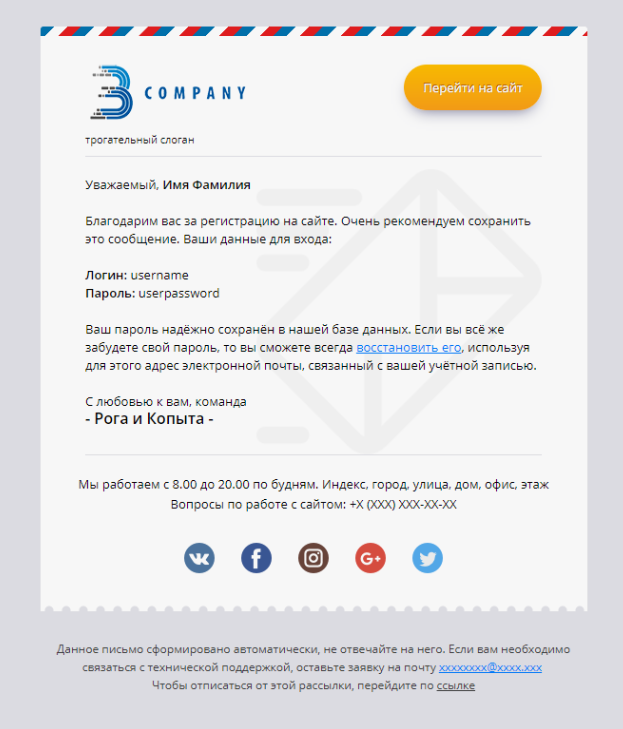 COMPANY
Перейти на сайт
трогательный слоган
Уважаемый, Имя Фамилия
Благодарим вас за регистрацию на сайте. Очень рекомендуем сохранить
это сообщение. Ваши данные для входа:
Логин: username
Пароль: userpassword
Ваш пароль надёжно сохранён в нашей базе данных. Если вы всё же
забудете свой пароль, то вы сможете всегда восстановить его, используя
для этого адрес электронной почты, связанный с вашей учётной записью.
С любовью к вам, команда
- Рога и Копыта -
Мы работаем с 8.00 до 20.00 по будням. Индекс, город, улица, дом, офис, этаж
Вопросы по работе с сайтом: +X (XXX) XXX-XX-XX
Данное письмо сформировано автоматически, не отвечайте на него. Если вам необходимо
связаться с технической поддержкой, оставьте заявку на почту xxxxxxxx@xxxx.xxx
Чтобы отписаться от этой рассылки, перейдите по ссылке